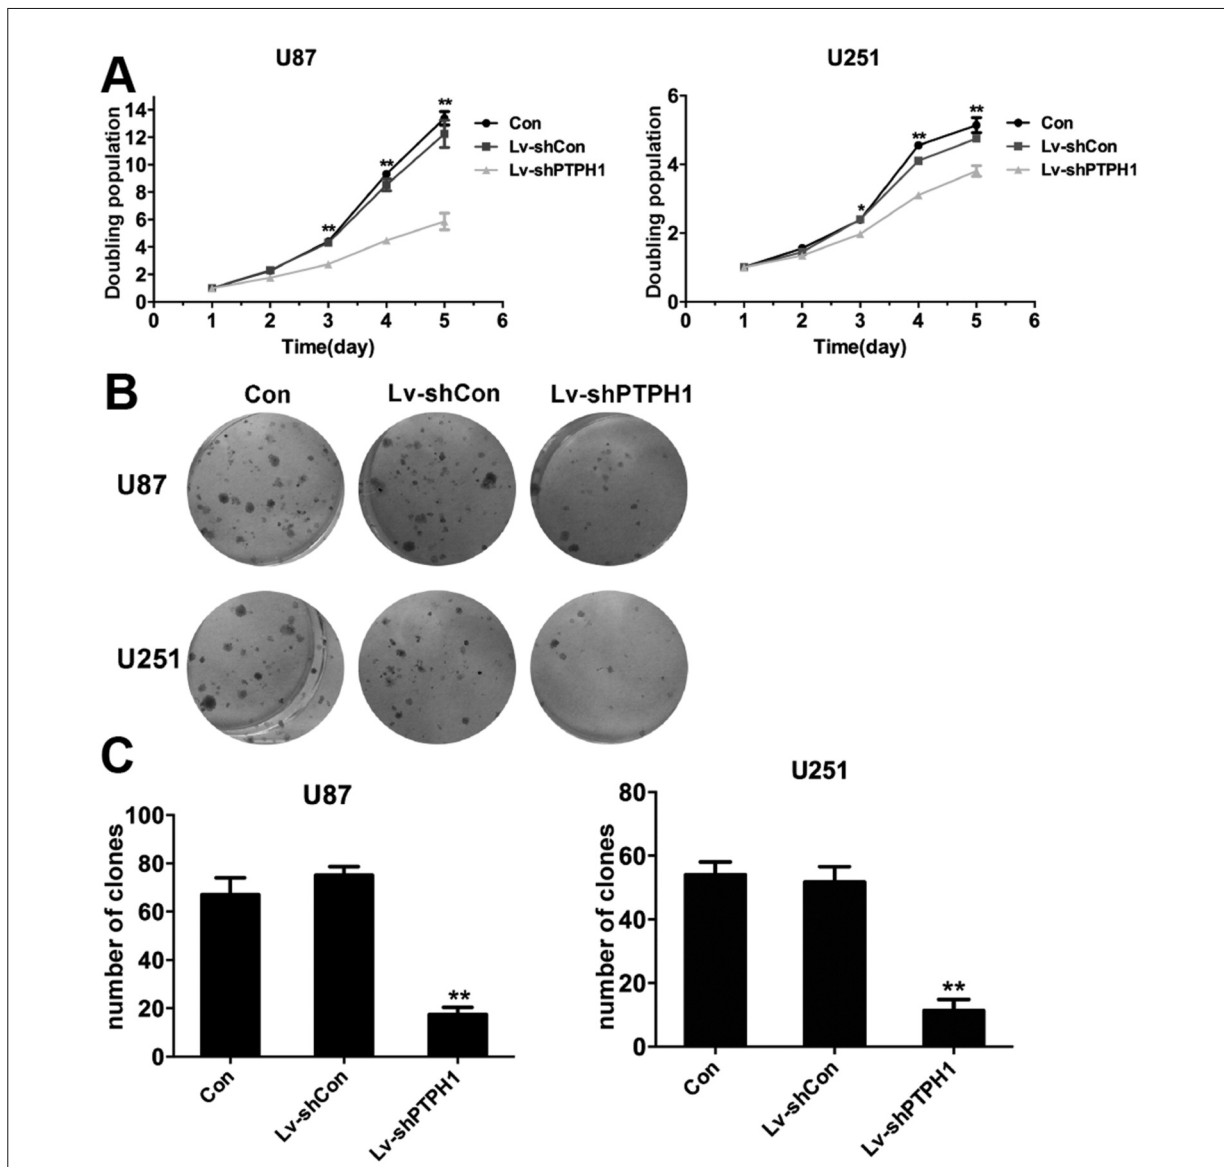 A
U87
U251
Doubling population
14
12
10
8
6
4
2
0
**
**
**
Con
Lv-shCon
Lv-shPTPH1
0 1 2 3 4 5 6
Time(day)
Doubling population
6
4
2
0
*
**
**
Con
Lv-shCon
Lv-shPTPH1
0 1 2 3 4 5 6
Time(day)
B
Con Lv-shCon Lv-shPTPH1
U87
U251
C
U87
number of clones
100
80
60
40
20
0
**
Con Lv-shCon Lv-shPTPH1
U251
number of clones
80
60
40
20
0
**
Con Lv-shCon Lv-shPTPH1